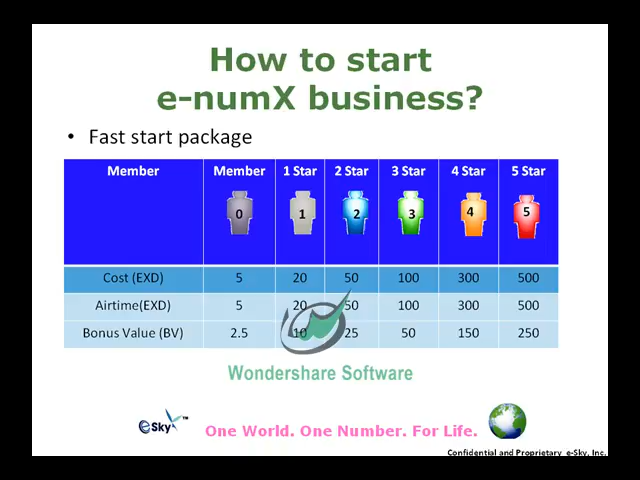 How to start
e-numX business?
• Fast start package
Member Member 1 Star 2 Star 3 Star 4 Star 5 Star
0 1 2 3 4 5
Cost (EXD) 5 20 50 100 300 500
Airtime(EXD) 5 20 50 100 300 500
Bonus Value (BV) 2.5 10 25 50 150 250
Wondershare Software
eSky™
One World. One Number. For Life.
Confidential and Proprietary e-Sky, Inc.